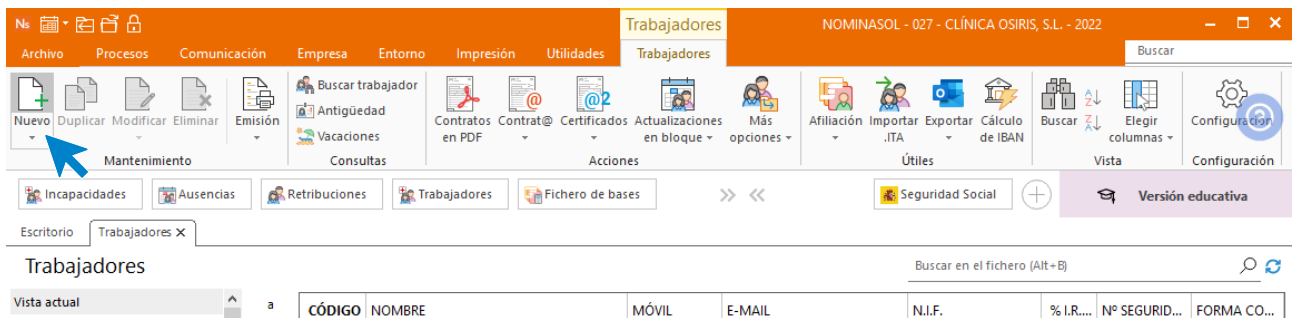 Ns Trabajadores NOMINASOL - 027 - CLÍNICA OSIRIS, S.L. - 2022
Archivo Procesos Comunicación Empresa Entorno Impresión Utilidades Trabajadores Buscar
Nuevo Duplicar Modificar Eliminar Emisión
Mantenimiento
Buscar trabajador
Antigüedad
Vacaciones
Consultas
Contratos en PDF Contrat@ Certificados Actualizaciones en bloque Más opciones
@ @2
Acciones
Afiliación Importar .ITA Exportar Cálculo de IBAN
Útiles
Buscar Elegir columnas
Vista
Configuración
Configuración
Incapacidades Ausencias Retribuciones Trabajadores Fichero de bases Seguridad Social Versión educativa
Escritorio Trabajadores
Trabajadores Buscar en el fichero (Alt+B)
Vista actual a CÓDIGO NOMBRE MÓVIL E-MAIL N.I.F. % I.R.... Nº SEGURID... FORMA CO...